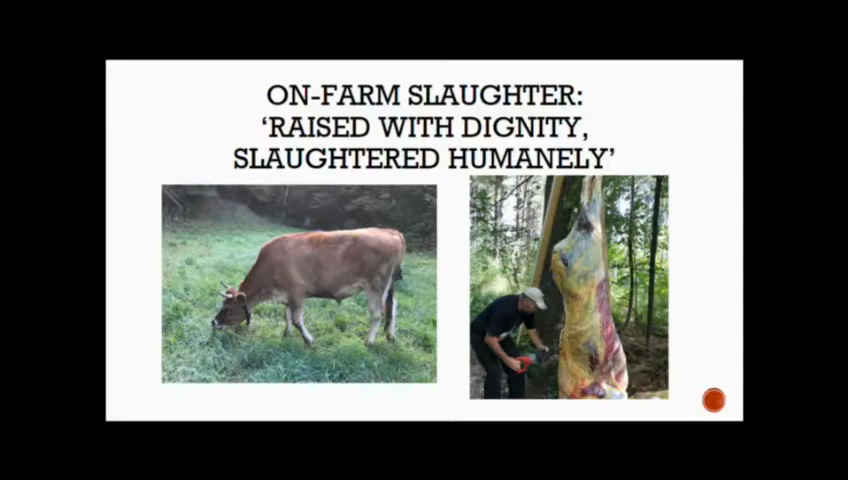 ON-FARM SLAUGHTER:
‘RAISED WITH DIGNITY,
SLAUGHTERED HUMANELY’